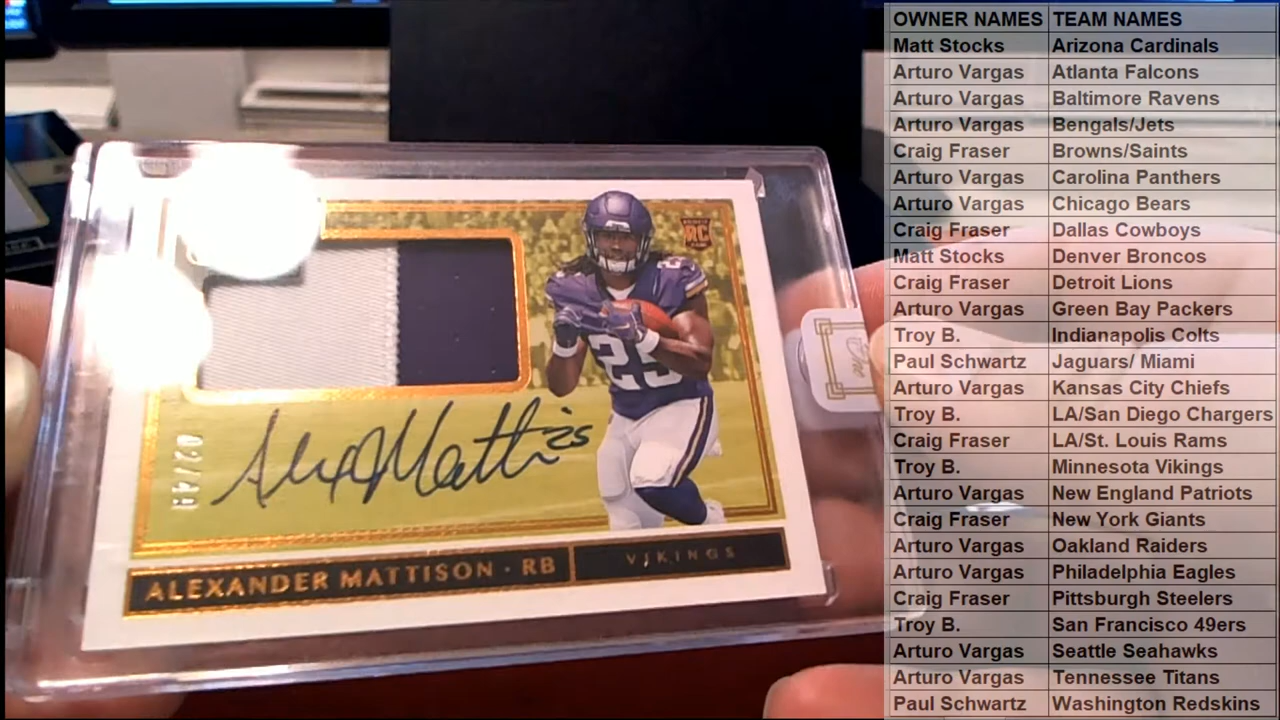 RC
25
Alex Mattison 25
ALEXANDER MATTISON · RB
VIKINGS
OWNER NAMES TEAM NAMES
Matt Stocks Arizona Cardinals
Arturo Vargas Atlanta Falcons
Arturo Vargas Baltimore Ravens
Arturo Vargas Bengals/Jets
Craig Fraser Browns/Saints
Arturo Vargas Carolina Panthers
Arturo Vargas Chicago Bears
Craig Fraser Dallas Cowboys
Matt Stocks Denver Broncos
Craig Fraser Detroit Lions
Arturo Vargas Green Bay Packers
Troy B. Indianapolis Colts
Paul Schwartz Jaguars/ Miami
Arturo Vargas Kansas City Chiefs
Troy B. LA/San Diego Chargers
Craig Fraser LA/St. Louis Rams
Troy B. Minnesota Vikings
Arturo Vargas New England Patriots
Craig Fraser New York Giants
Arturo Vargas Oakland Raiders
Arturo Vargas Philadelphia Eagles
Craig Fraser Pittsburgh Steelers
Troy B. San Francisco 49ers
Arturo Vargas Seattle Seahawks
Arturo Vargas Tennessee Titans
Paul Schwartz Washington Redskins